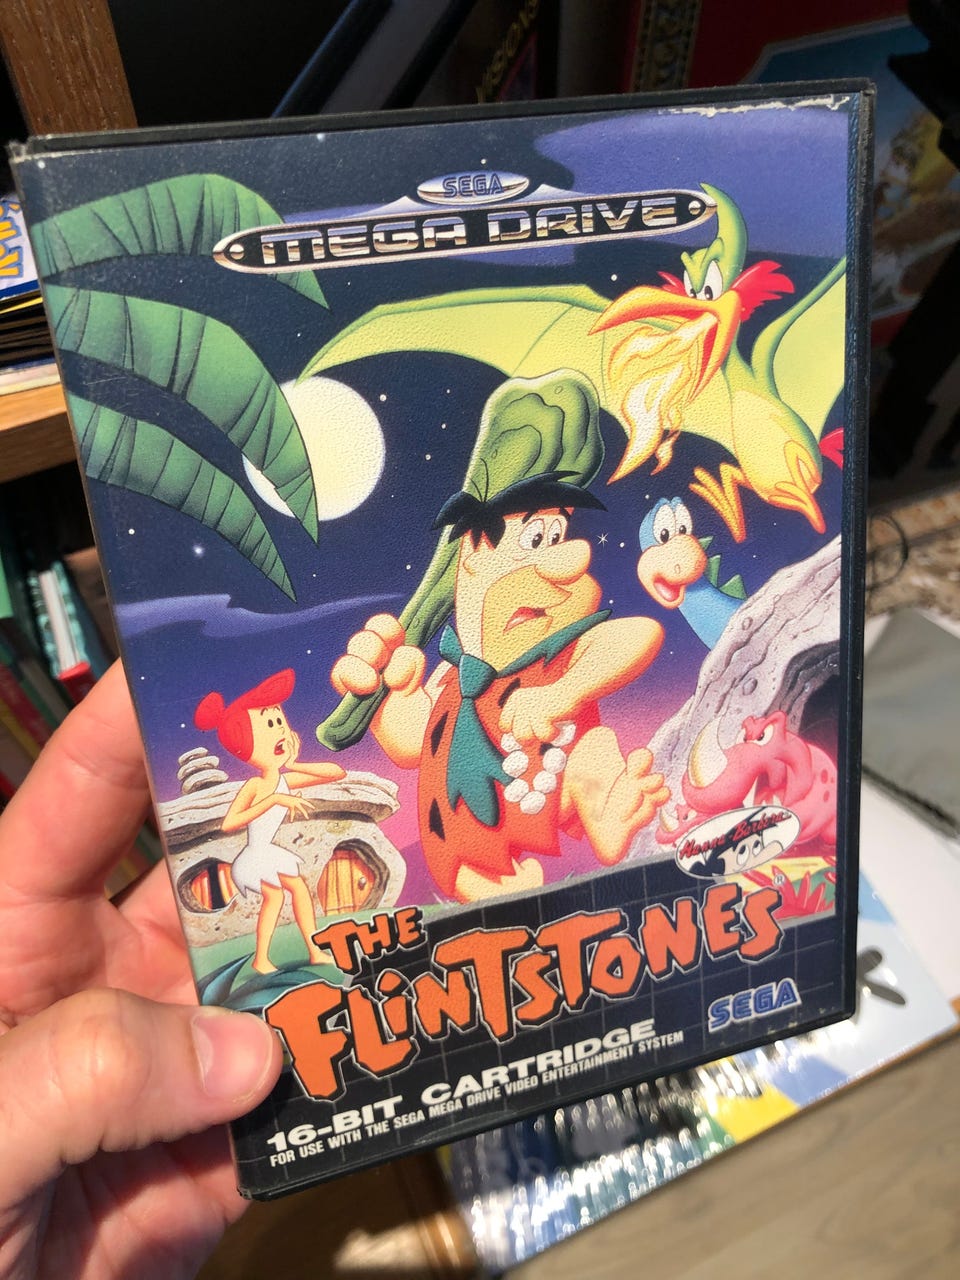 SEGA
MEGA DRIVE
Hanna-Barbera
THE
FLINTSTONES®
SEGA
16-BIT CARTRIDGE
FOR USE WITH THE SEGA MEGA DRIVE VIDEO ENTERTAINMENT SYSTEM